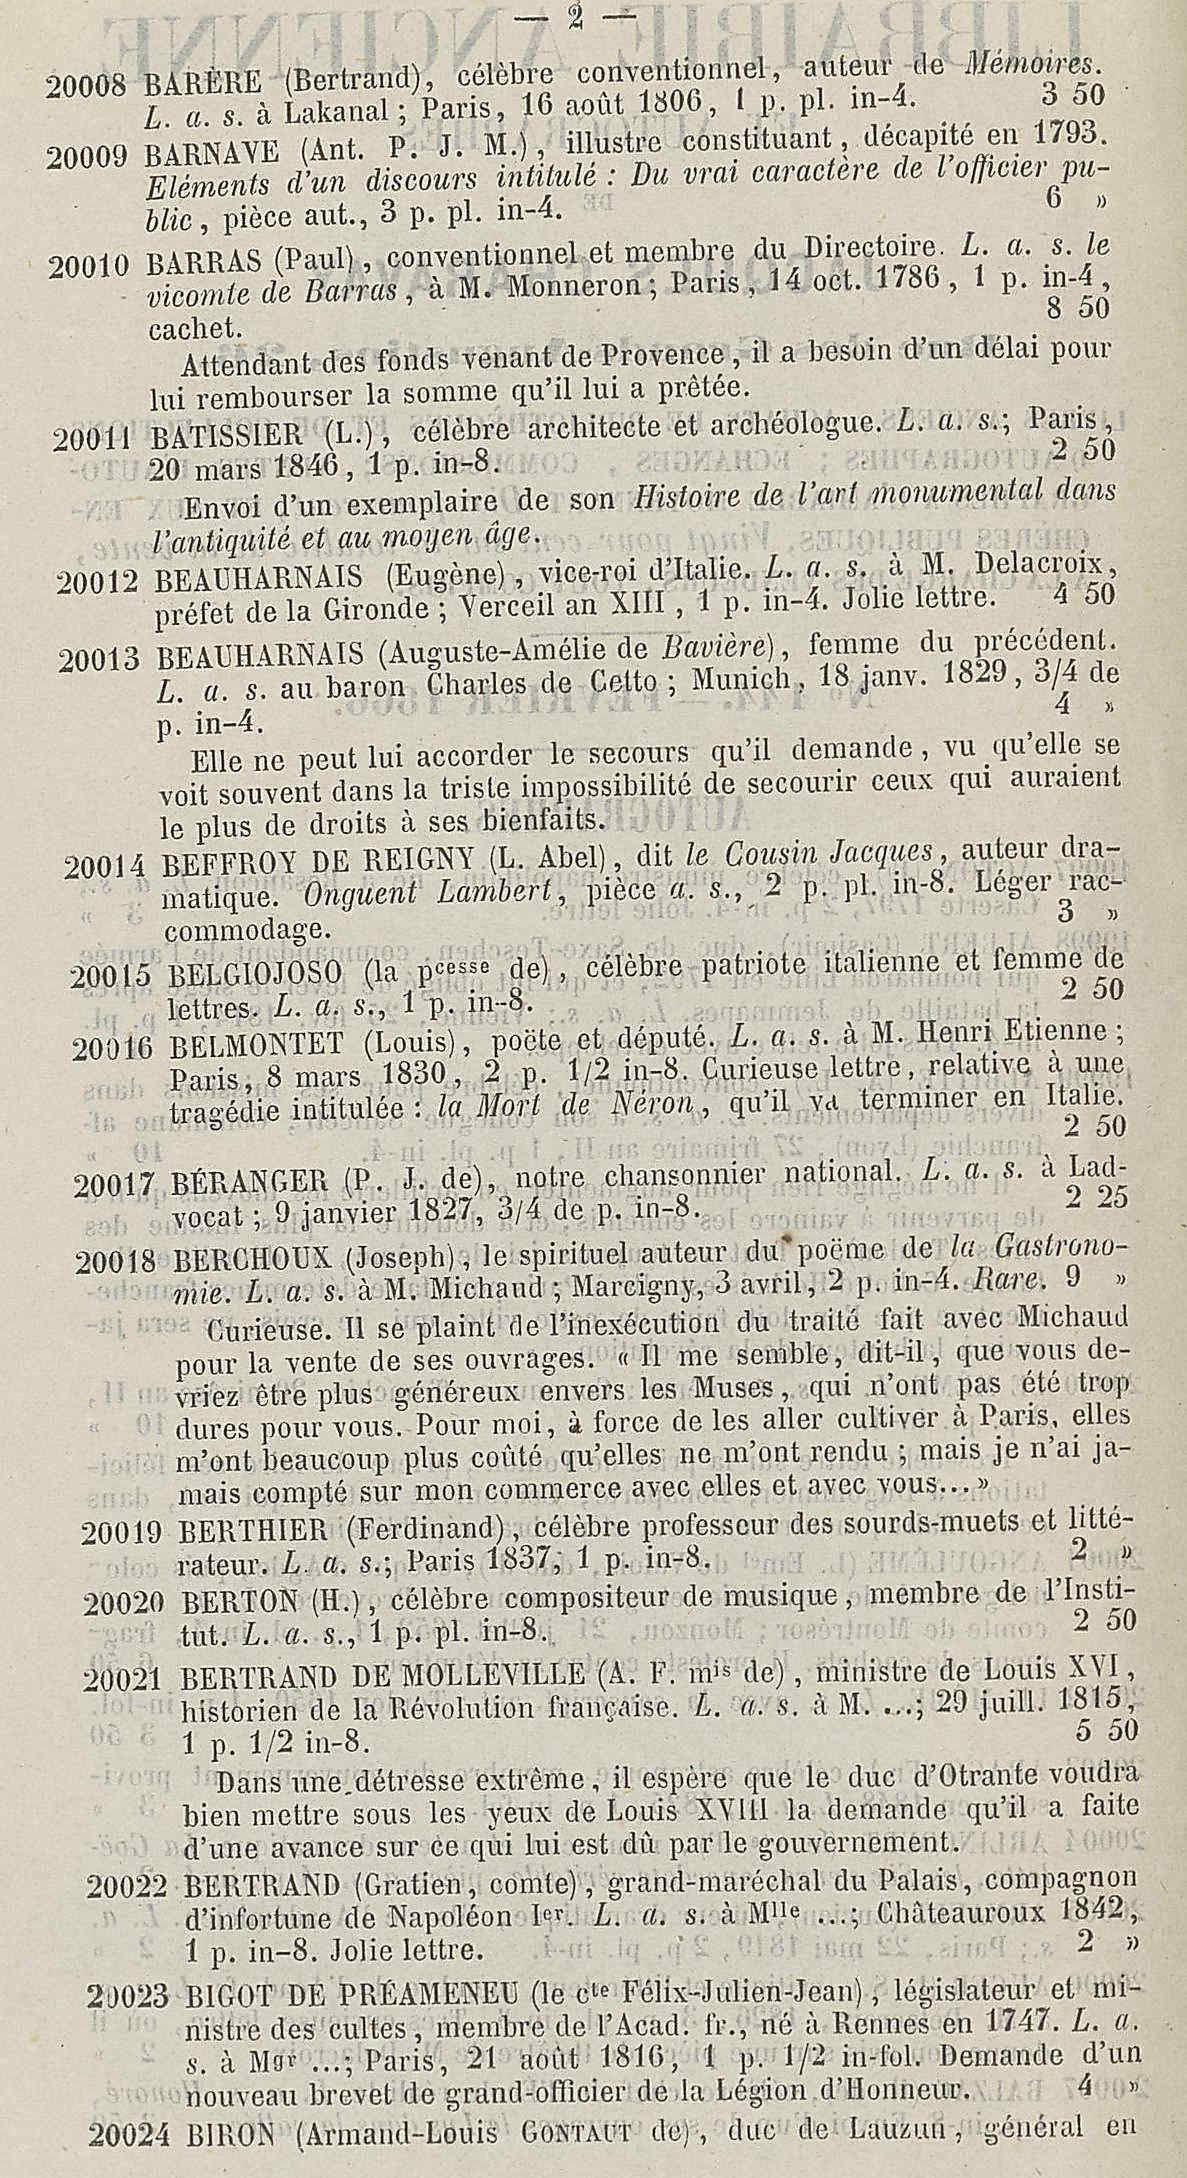 — 2 —
20008 BARÈRE (Bertrand), célèbre conventionnel, auteur de Mémoires.
L. a. s. à Lakanal ; Paris, 16 août 1806, 1 p. pl. in-4. 3 50
20009 BARNAVE (Ant. P. J. M.), illustre constituant, décapité en 1793.
Eléments d'un discours intitulé : Du vrai caractère de l'officier pu-
blic, pièce aut., 3 p. pl. in-4. 6 »
20010 BARRAS (Paul), conventionnel et membre du Directoire. L. a. s. le
vicomte de Barras, à M. Monneron ; Paris, 14 oct. 1786, 1 p. in-4,
cachet. 8 50
Attendant des fonds venant de Provence, il a besoin d'un délai pour
lui rembourser la somme qu'il lui a prêtée.
20011 BATISSIER (L.), célèbre architecte et archéologue. L. a. s.; Paris,
20 mars 1846, 1 p. in-8. 2 50
Envoi d'un exemplaire de son Histoire de l'art monumental dans
l'antiquité et au moyen âge.
20012 BEAUHARNAIS (Eugène), vice-roi d'Italie. L. a. s. à M. Delacroix,
préfet de la Gironde ; Verceil an XIII, 1 p. in-4. Jolie lettre. 4 50
20013 BEAUHARNAIS (Auguste-Amélie de Bavière), femme du précédent.
L. a. s. au baron Charles de Cetto ; Munich, 18 janv. 1829, 3/4 de
p. in-4. 4 »
Elle ne peut lui accorder le secours qu'il demande, vu qu'elle se
voit souvent dans la triste impossibilité de secourir ceux qui auraient
le plus de droits à ses bienfaits.
20014 BEFFROY DE REIGNY (L. Abel), dit le Cousin Jacques, auteur dra-
matique. Onguent Lambert, pièce a. s., 2 p. pl. in-8. Léger rac-
commodage. 3 »
20015 BELGIOJOSO (la pcesse de), célèbre patriote italienne et femme de
lettres. L. a. s., 1 p. in-8. 2 50
20016 BELMONTET (Louis), poëte et député. L. a. s. à M. Henri Etienne ;
Paris, 8 mars 1830, 2 p. 1/2 in-8. Curieuse lettre, relative à une
tragédie intitulée : la Mort de Néron, qu'il va terminer en Italie.
2 50
20017 BÉRANGER (P. J. de), notre chansonnier national. L. a. s. à Lad-
vocat ; 9 janvier 1827, 3/4 de p. in-8. 2 25
20018 BERCHOUX (Joseph), le spirituel auteur du poëme de la Gastrono-
mie. L. a. s. à M. Michaud ; Marcigny, 3 avril, 2 p. in-4. Rare. 9 »
Curieuse. Il se plaint de l'inexécution du traité fait avec Michaud
pour la vente de ses ouvrages. « Il me semble, dit-il, que vous de-
vriez être plus généreux envers les Muses, qui n'ont pas été trop
dures pour vous. Pour moi, à force de les aller cultiver à Paris, elles
m'ont beaucoup plus coûté qu'elles ne m'ont rendu ; mais je n'ai ja-
mais compté sur mon commerce avec elles et avec vous... »
20019 BERTHIER (Ferdinand), célèbre professeur des sourds-muets et litté-
rateur. L. a. s.; Paris 1837, 1 p. in-8. 2 »
20020 BERTON (H.), célèbre compositeur de musique, membre de l'Insti-
tut. L. a. s., 1 p. pl. in-8. 2 50
20021 BERTRAND DE MOLLEVILLE (A. F. mis de), ministre de Louis XVI,
historien de la Révolution française. L. a. s. à M. ...; 29 juill. 1815,
1 p. 1/2 in-8. 5 50
Dans une détresse extrême, il espère que le duc d'Otrante voudra
bien mettre sous les yeux de Louis XVIII la demande qu'il a faite
d'une avance sur ce qui lui est dû par le gouvernement.
20022 BERTRAND (Gratien, comte), grand-maréchal du Palais, compagnon
d'infortune de Napoléon Ier. L. a. s. à Mlle ...; Châteauroux 1842,
1 p. in-8. Jolie lettre. 2 »
20023 BIGOT DE PRÉAMENEU (le cte Félix-Julien-Jean), législateur et mi-
nistre des cultes, membre de l'Acad. fr., né à Rennes en 1747. L. a.
s. à Mgr ...; Paris, 21 août 1816, 1 p. 1/2 in-fol. Demande d'un
nouveau brevet de grand-officier de la Légion d'Honneur. 4 »
20024 BIRON (Armand-Louis GONTAUT de), duc de Lauzun, général en